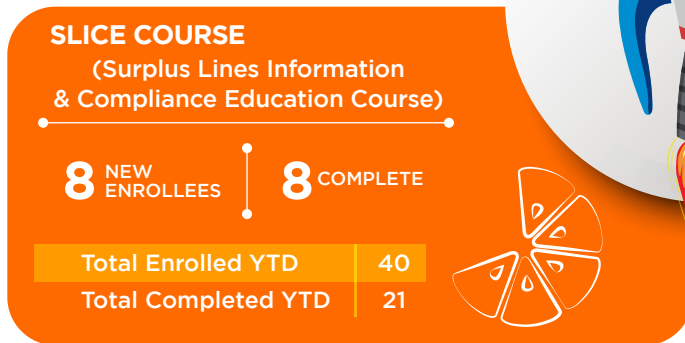 SLICE COURSE
(Surplus Lines Information
& Compliance Education Course)
8 NEW ENROLLEES
8 COMPLETE
Total Enrolled YTD 40
Total Completed YTD 21